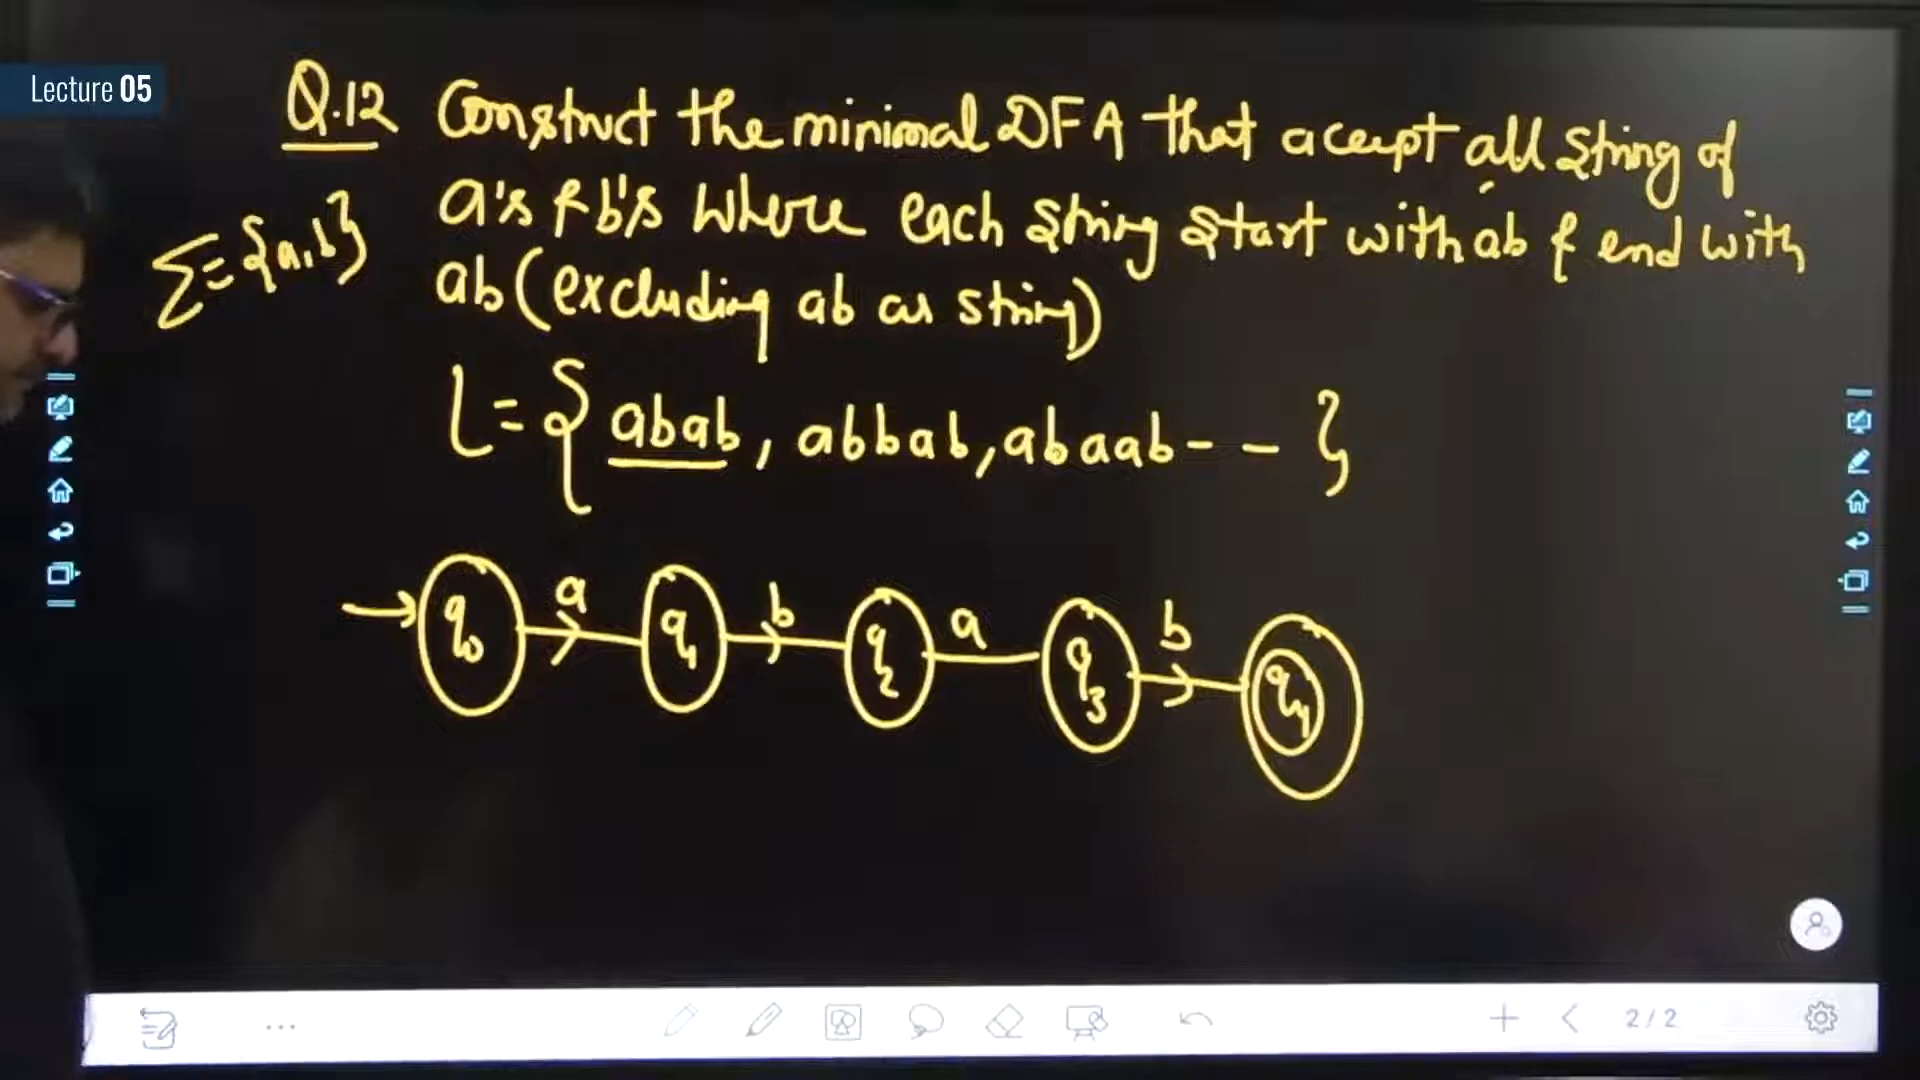 Lecture 05
Q.12 Construct the minimal DFA that aceept all string of
a's & b's where each string start with ab & end with
Σ={a,b}
ab (excluding ab as string)
L = { abab, abbab, abaab - - }
a b a b
q0 q1 q2 q3 q4
2/2